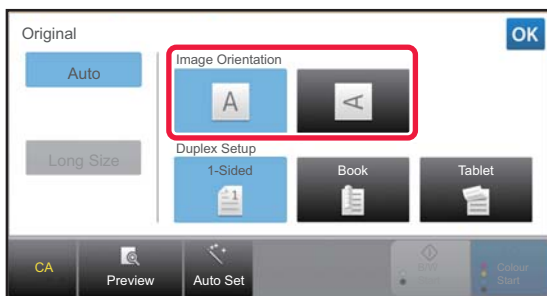 Original
OK
Auto
Image Orientation
A
A
Long Size
Duplex Setup
1-Sided
Book
Tablet
1
CA
Preview
Auto Set
B/W
Start
Colour
Start